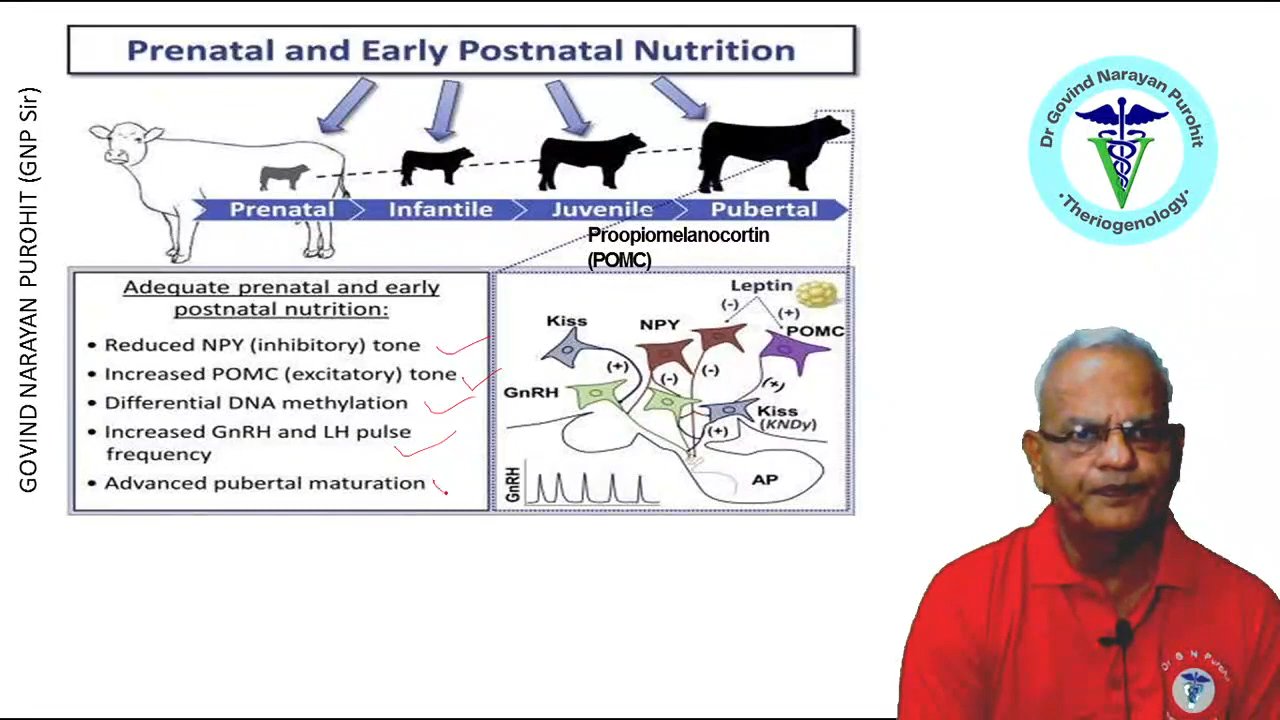 GOVIND NARAYAN PUROHIT (GNP Sir)
Prenatal and Early Postnatal Nutrition
Prenatal
Infantile
Juvenile
Pubertal
Proopiomelanocortin
(POMC)
Adequate prenatal and early
postnatal nutrition:
• Reduced NPY (inhibitory) tone
• Increased POMC (excitatory) tone
• Differential DNA methylation
• Increased GnRH and LH pulse
frequency
• Advanced pubertal maturation
Leptin
(-)
(+)
Kiss
NPY
POMC
(+)
(-)
(-)
(+)
GnRH
Kiss
(KNDy)
(+)
GnRH
AP
Dr Govind Narayan Purohit
·Theriogenology·
Dr G N Purohit